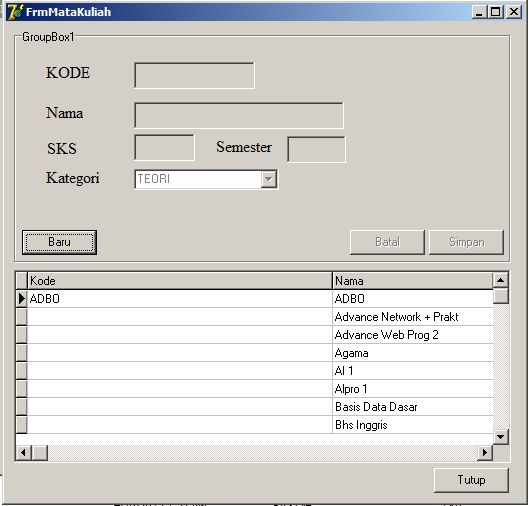 FrmMataKuliah
GroupBox1
KODE
Nama
SKS Semester
Kategori TEORI
Baru Batal Simpan
Kode Nama
ADBO ADBO
Advance Network + Prakt
Advance Web Prog 2
Agama
AI 1
Alpro 1
Basis Data Dasar
Bhs Inggris
Tutup